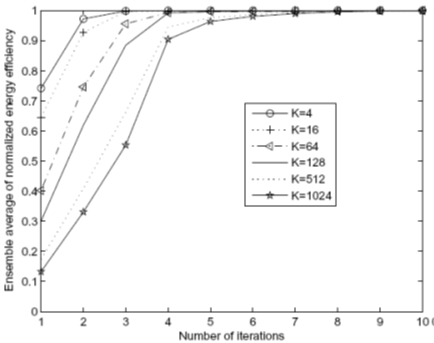 Ensemble average of normalized energy efficiency
1
0.9
0.8
0.7
0.6
0.5
0.4
0.3
0.2
0.1
0
K=4
K=16
K=64
K=128
K=512
K=1024
1 2 3 4 5 6 7 8 9 10
Number of iterations